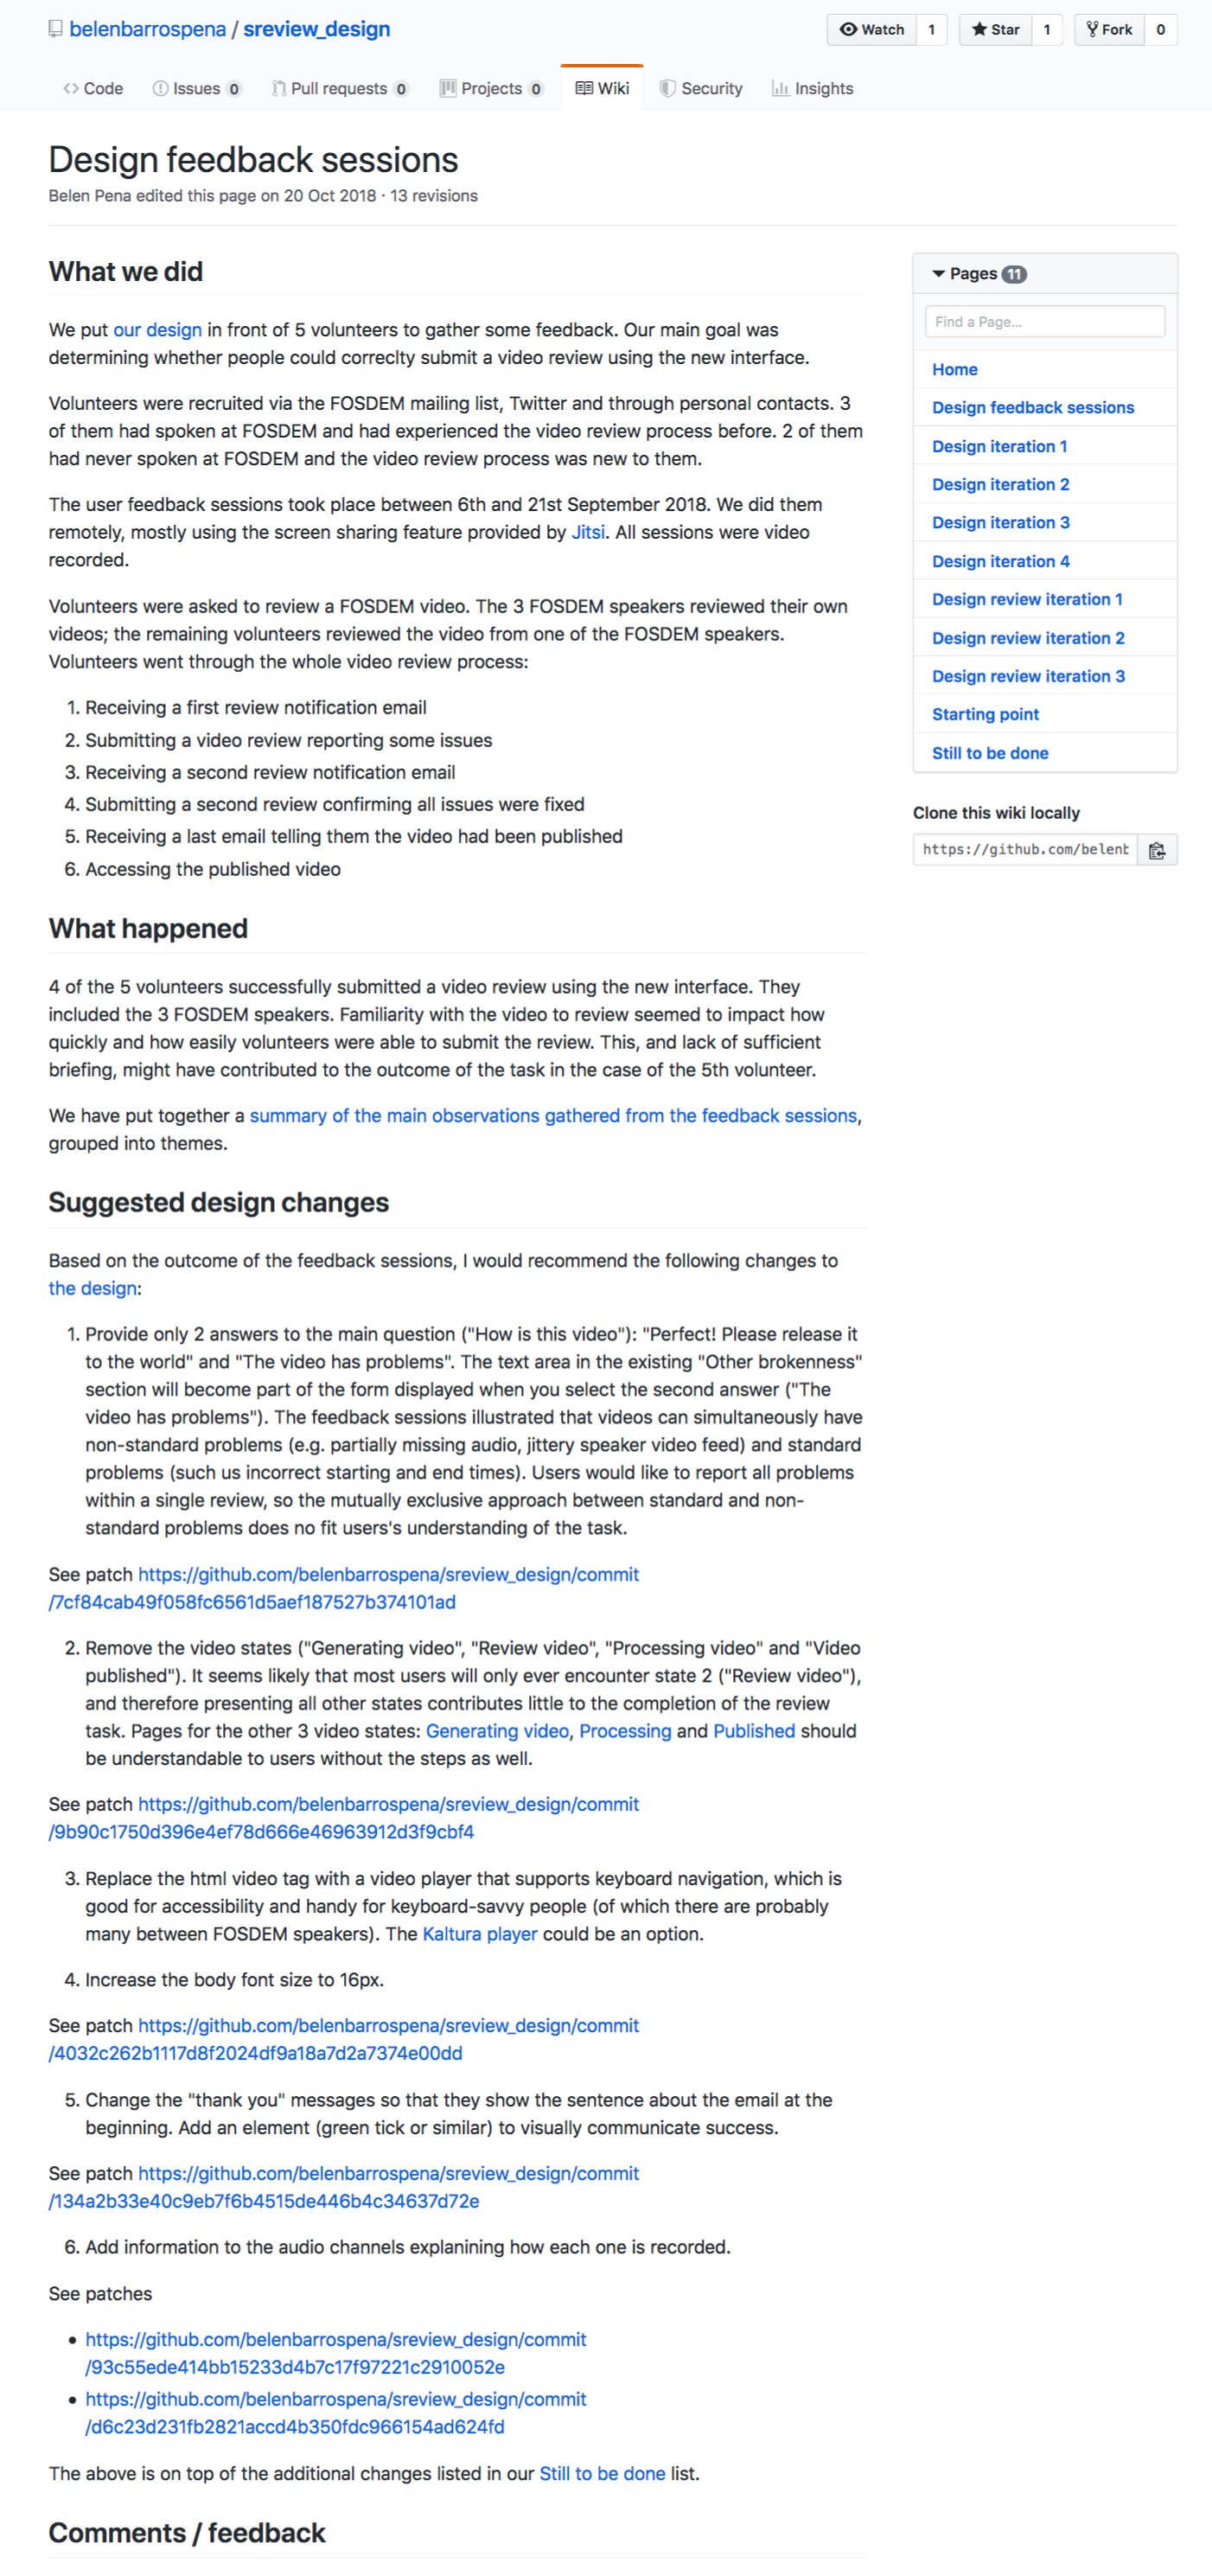 belenbarrospena / sreview_design
Watch 1
Star 1
Fork 0
Code
Issues 0
Pull requests 0
Projects 0
Wiki
Security
Insights
Design feedback sessions
Belen Pena edited this page on 20 Oct 2018 · 13 revisions
What we did
We put our design in front of 5 volunteers to gather some feedback. Our main goal was
determining whether people could correclty submit a video review using the new interface.
Volunteers were recruited via the FOSDEM mailing list, Twitter and through personal contacts. 3
of them had spoken at FOSDEM and had experienced the video review process before. 2 of them
had never spoken at FOSDEM and the video review process was new to them.
The user feedback sessions took place between 6th and 21st September 2018. We did them
remotely, mostly using the screen sharing feature provided by Jitsi. All sessions were video
recorded.
Volunteers were asked to review a FOSDEM video. The 3 FOSDEM speakers reviewed their own
videos; the remaining volunteers reviewed the video from one of the FOSDEM speakers.
Volunteers went through the whole video review process:
1. Receiving a first review notification email
2. Submitting a video review reporting some issues
3. Receiving a second review notification email
4. Submitting a second review confirming all issues were fixed
5. Receiving a last email telling them the video had been published
6. Accessing the published video
What happened
4 of the 5 volunteers successfully submitted a video review using the new interface. They
included the 3 FOSDEM speakers. Familiarity with the video to review seemed to impact how
quickly and how easily volunteers were able to submit the review. This, and lack of sufficient
briefing, might have contributed to the outcome of the task in the case of the 5th volunteer.
We have put together a summary of the main observations gathered from the feedback sessions,
grouped into themes.
Suggested design changes
Based on the outcome of the feedback sessions, I would recommend the following changes to
the design:
1. Provide only 2 answers to the main question ("How is this video"): "Perfect! Please release it
to the world" and "The video has problems". The text area in the existing "Other brokenness"
section will become part of the form displayed when you select the second answer ("The
video has problems"). The feedback sessions illustrated that videos can simultaneously have
non-standard problems (e.g. partially missing audio, jittery speaker video feed) and standard
problems (such us incorrect starting and end times). Users would like to report all problems
within a single review, so the mutually exclusive approach between standard and non-
standard problems does no fit users's understanding of the task.
See patch https://github.com/belenbarrospena/sreview_design/commit
/7cf84cab49f058fc6561d5aef187527b374101ad
2. Remove the video states ("Generating video", "Review video", "Processing video" and "Video
published"). It seems likely that most users will only ever encounter state 2 ("Review video"),
and therefore presenting all other states contributes little to the completion of the review
task. Pages for the other 3 video states: Generating video, Processing and Published should
be understandable to users without the steps as well.
See patch https://github.com/belenbarrospena/sreview_design/commit
/9b90c1750d396e4ef78d666e46963912d3f9cbf4
3. Replace the html video tag with a video player that supports keyboard navigation, which is
good for accessibility and handy for keyboard-savvy people (of which there are probably
many between FOSDEM speakers). The Kaltura player could be an option.
4. Increase the body font size to 16px.
See patch https://github.com/belenbarrospena/sreview_design/commit
/4032c262b1117d8f2024df9a18a7d2a7374e00dd
5. Change the "thank you" messages so that they show the sentence about the email at the
beginning. Add an element (green tick or similar) to visually communicate success.
See patch https://github.com/belenbarrospena/sreview_design/commit
/134a2b33e40c9eb7f6b4515de446b4c34637d72e
6. Add information to the audio channels explanining how each one is recorded.
See patches
• https://github.com/belenbarrospena/sreview_design/commit
/93c55ede414bb15233d4b7c17f97221c2910052e
• https://github.com/belenbarrospena/sreview_design/commit
/d6c23d231fb2821accd4b350fdc966154ad624fd
The above is on top of the additional changes listed in our Still to be done list.
Comments / feedback
Pages 11
Find a Page...
Home
Design feedback sessions
Design iteration 1
Design iteration 2
Design iteration 3
Design iteration 4
Design review iteration 1
Design review iteration 2
Design review iteration 3
Starting point
Still to be done
Clone this wiki locally
https://github.com/belent